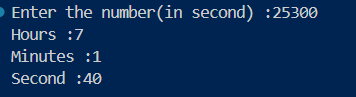 Enter the number(in second) :25300
Hours :7
Minutes :1
Second :40